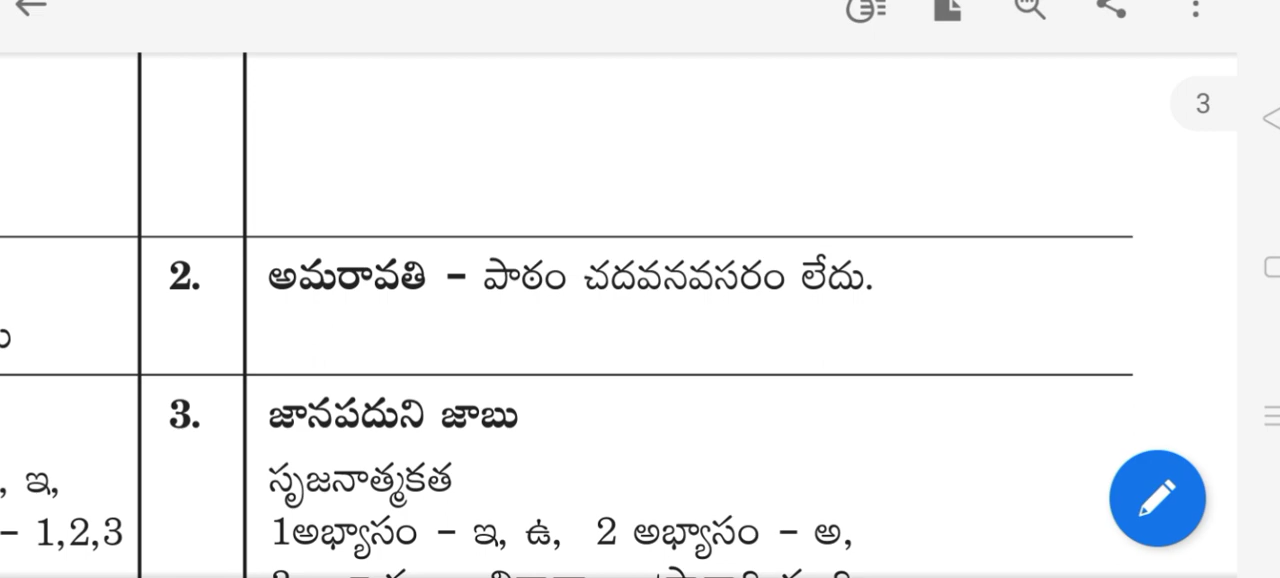 3
2. అమరావతి - పాఠం చదవనవసరం లేదు.
3. జానపదుని జాబు
, ఇ, సృజనాత్మకత
- 1,2,3 1అభ్యాసం - ఇ, ఉ, 2 అభ్యాసం - అ,